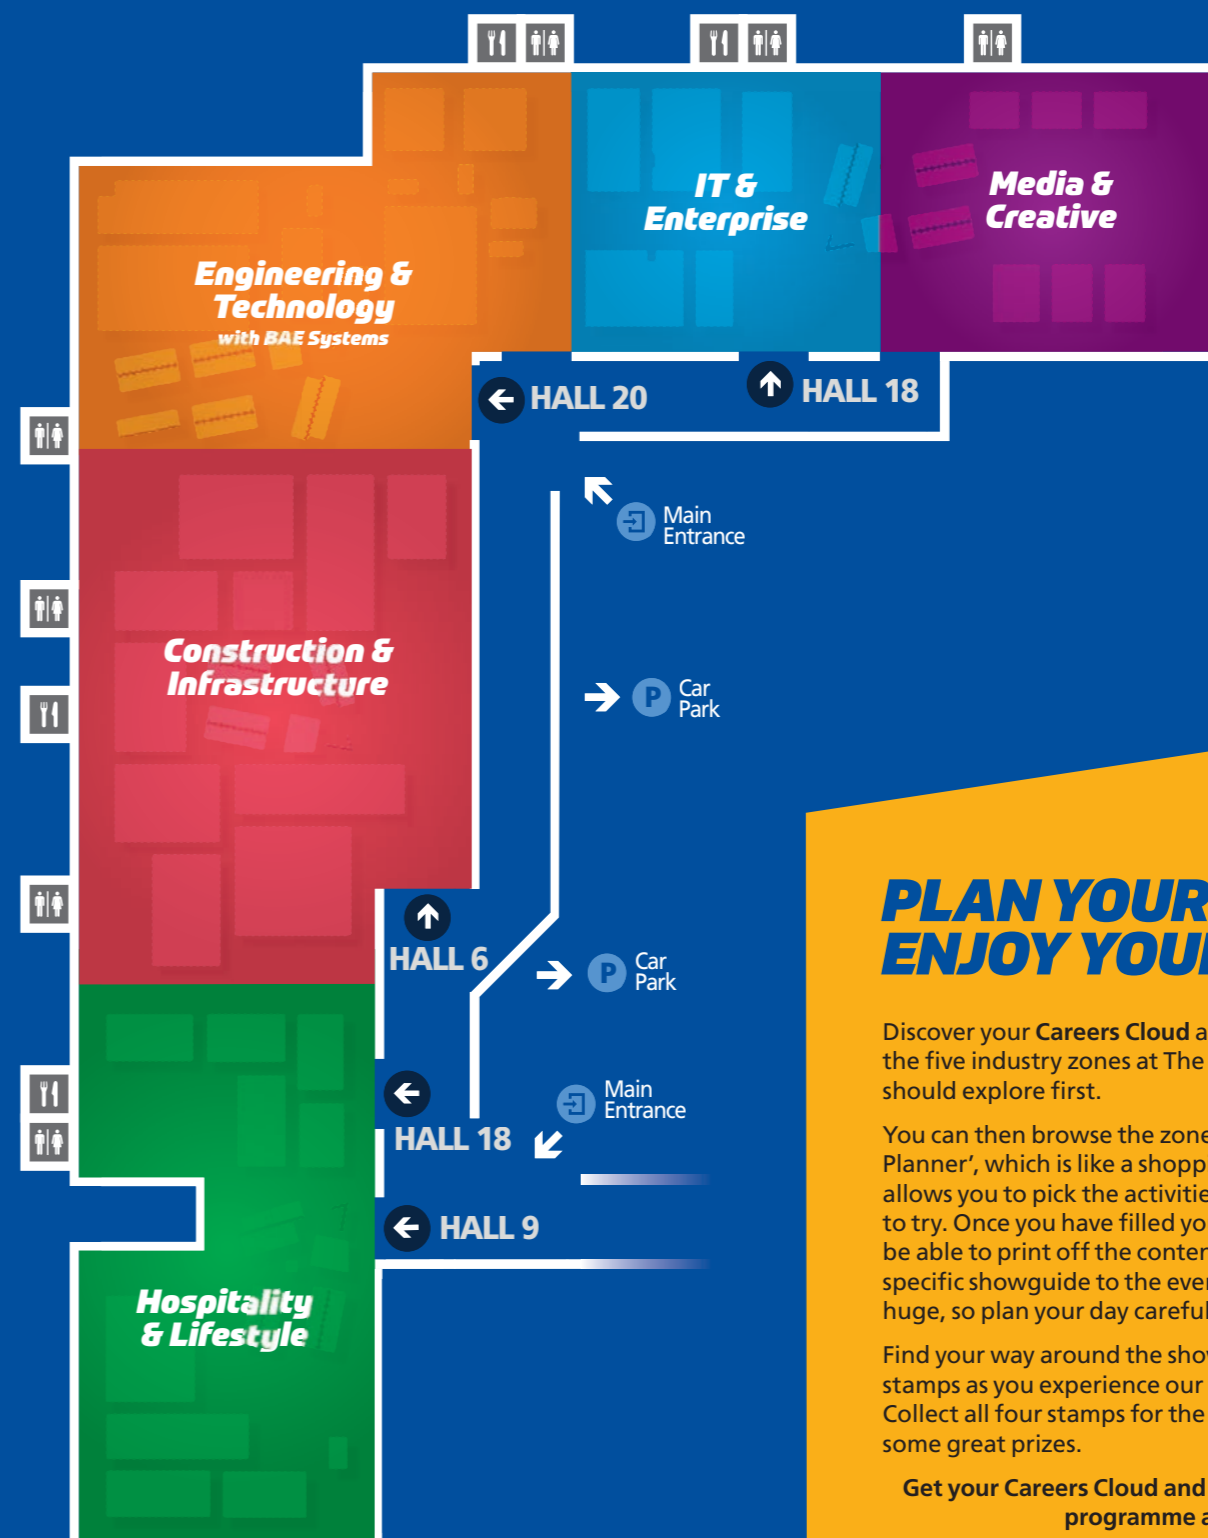 IT &
Enterprise
Media &
Creative
Engineering &
Technology
with BAE Systems
HALL 20
HALL 18
Main
Entrance
Construction &
Infrastructure
P Car
Park
HALL 6
P Car
Park
HALL 18
Main
Entrance
HALL 9
Hospitality
& Lifestyle
PLAN YOUR
ENJOY YOU
Discover your Careers Cloud a
the five industry zones at The
should explore first.
You can then browse the zone
Planner’, which is like a shopp
allows you to pick the activitie
to try. Once you have filled yo
be able to print off the conten
specific showguide to the ever
huge, so plan your day careful
Find your way around the show
stamps as you experience our
Collect all four stamps for the
some great prizes.
Get your Careers Cloud and
programme a